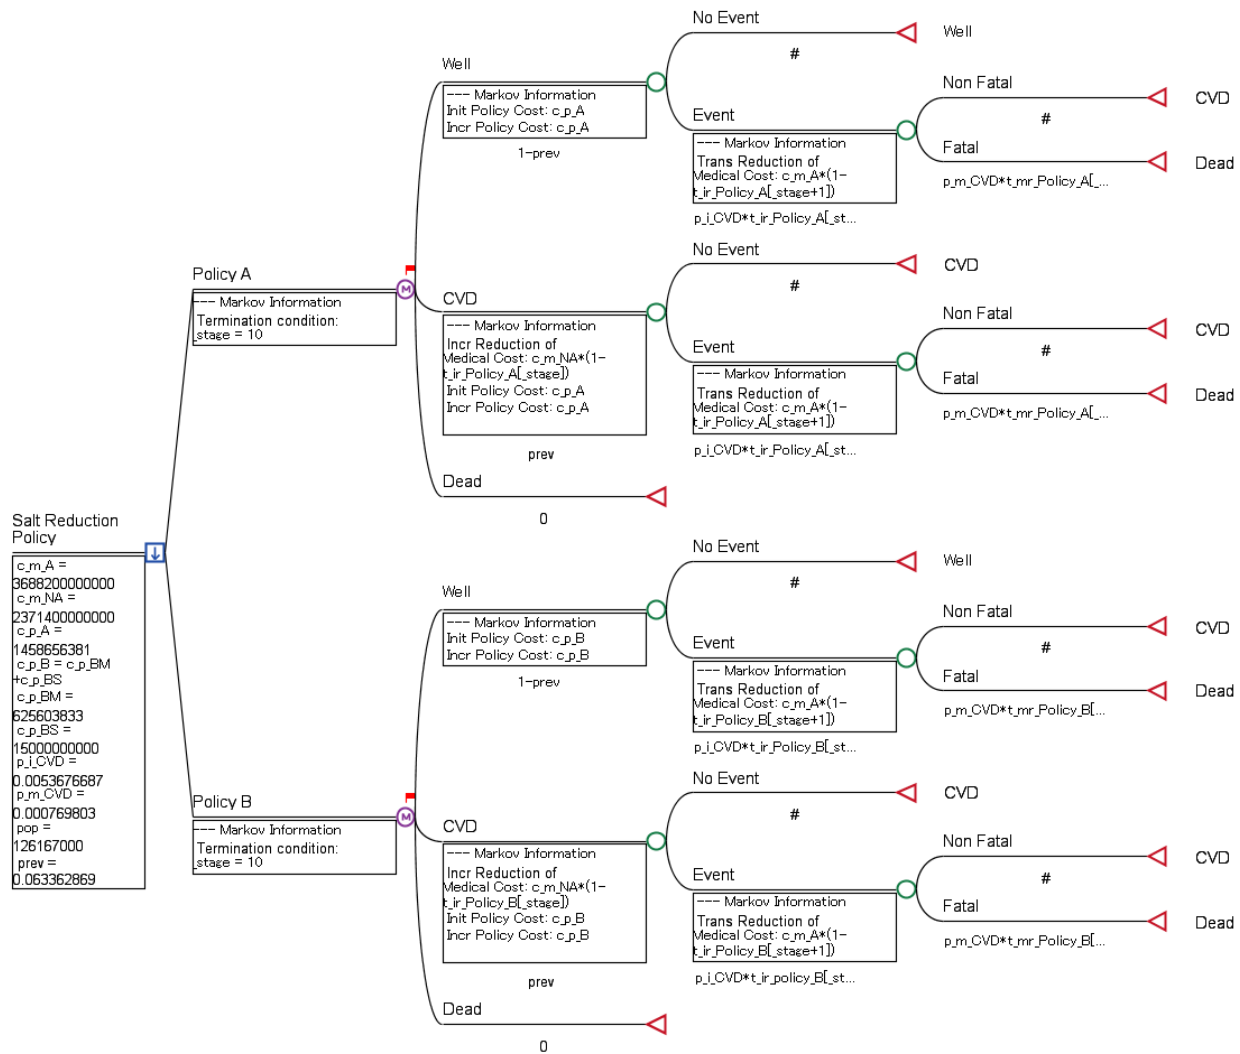 Salt Reduction
Policy
c_m_A =
3688200000000
c_m_NA =
2371400000000
c_p_A =
1458656381
c_p_B = c_p_BM
+c_p_BS
c_p_BM =
625603833
c_p_BS =
15000000000
p_i_CVD =
0.0053676687
p_m_CVD =
0.000769803
pop =
126167000
prev =
0.063362869
Policy A
--- Markov Information
Termination condition:
_stage = 10
Well
--- Markov Information
Init Policy Cost: c_p_A
Incr Policy Cost: c_p_A
1-prev
No Event
#
Well
Event
--- Markov Information
Trans Reduction of
Medical Cost: c_m_A*(1-
t_ir_Policy_A[_stage+1])
p_i_CVD*t_ir_Policy_A[_st...
Non Fatal
#
CVD
Fatal
p_m_CVD*t_mr_Policy_A[_...
Dead
CVD
--- Markov Information
Incr Reduction of
Medical Cost: c_m_NA*(1-
t_ir_Policy_A[_stage])
Init Policy Cost: c_p_A
Incr Policy Cost: c_p_A
prev
No Event
#
CVD
Event
--- Markov Information
Trans Reduction of
Medical Cost: c_m_A*(1-
t_ir_Policy_A[_stage+1])
p_i_CVD*t_ir_Policy_A[_st...
Non Fatal
#
CVD
Fatal
p_m_CVD*t_mr_Policy_A[_...
Dead
Dead
0
Policy B
--- Markov Information
Termination condition:
_stage = 10
Well
--- Markov Information
Init Policy Cost: c_p_B
Incr Policy Cost: c_p_B
1-prev
No Event
#
Well
Event
--- Markov Information
Trans Reduction of
Medical Cost: c_m_A*(1-
t_ir_Policy_B[_stage+1])
p_i_CVD*t_ir_Policy_B[_st...
Non Fatal
#
CVD
Fatal
p_m_CVD*t_mr_Policy_B[_...
Dead
CVD
--- Markov Information
Incr Reduction of
Medical Cost: c_m_NA*(1-
t_ir_Policy_B[_stage])
Init Policy Cost: c_p_B
Incr Policy Cost: c_p_B
prev
No Event
#
CVD
Event
--- Markov Information
Trans Reduction of
Medical Cost: c_m_A*(1-
t_ir_Policy_B[_stage+1])
p_i_CVD*t_ir_policy_B[_st...
Non Fatal
#
CVD
Fatal
p_m_CVD*t_mr_Policy_B[_...
Dead
Dead
0